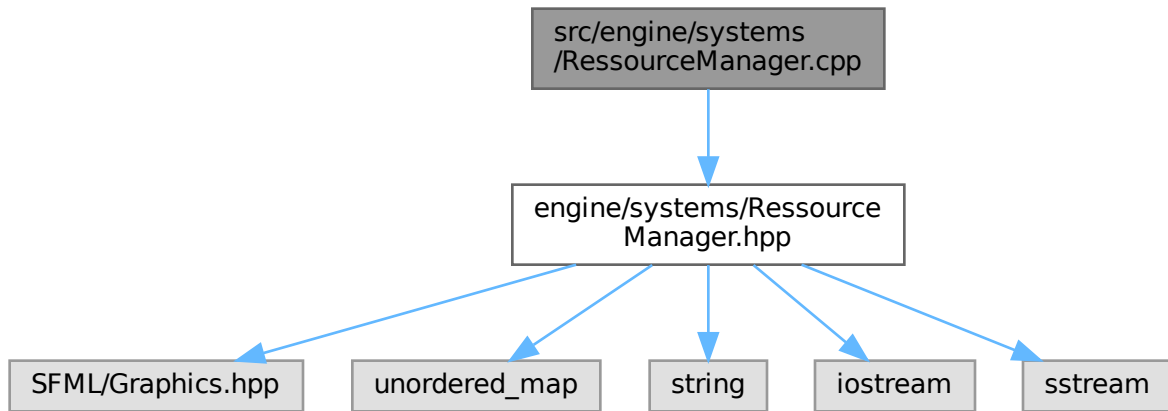 src/engine/systems
/RessourceManager.cpp
engine/systems/Ressource
Manager.hpp
SFML/Graphics.hpp
unordered_map
string
iostream
sstream